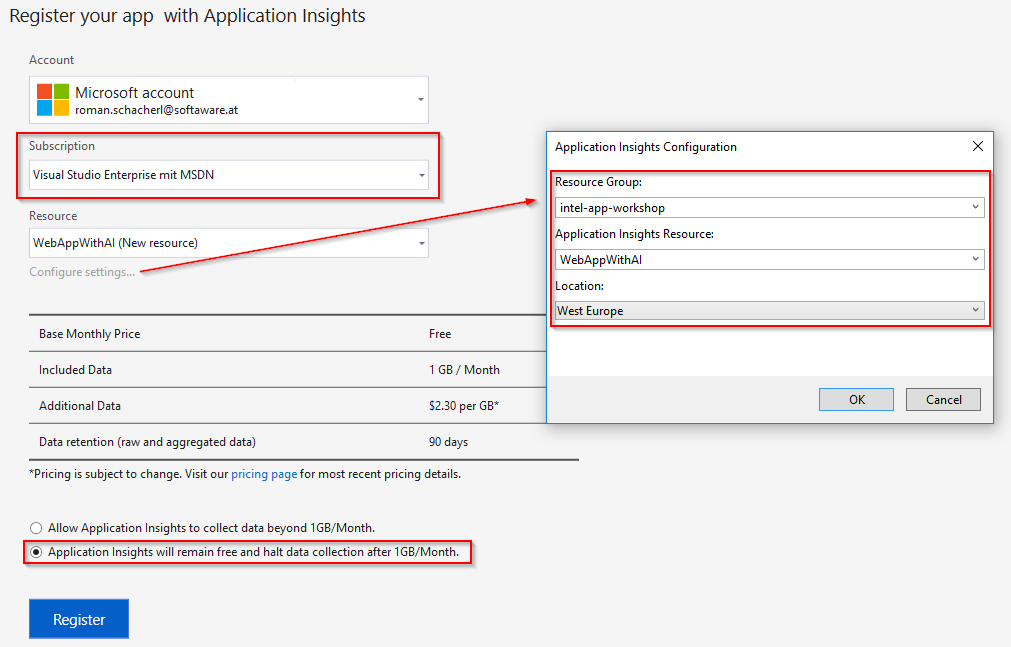 Register your app  with Application Insights
Account
Microsoft account
roman.schacherl@softaware.at
Subscription
Visual Studio Enterprise mit MSDN
Resource
WebAppWithAI (New resource)
Configure settings...
Base Monthly Price Free
Included Data 1 GB / Month
Additional Data $2.30 per GB*
Data retention (raw and aggregated data) 90 days
*Pricing is subject to change. Visit our pricing page for most recent pricing details.
Allow Application Insights to collect data beyond 1GB/Month.
Application Insights will remain free and halt data collection after 1GB/Month.
Register
Application Insights Configuration
Resource Group:
intel-app-workshop
Application Insights Resource:
WebAppWithAI
Location:
West Europe
OK Cancel